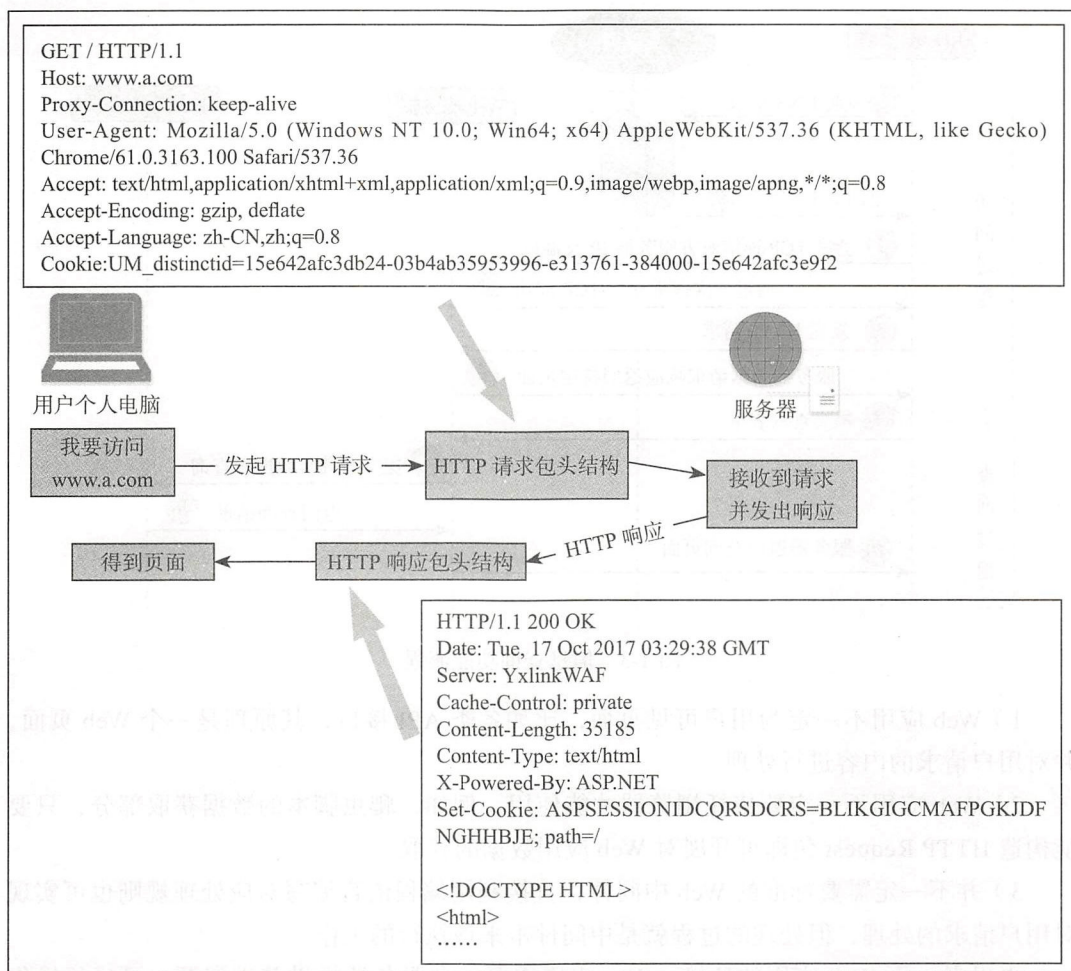 GET / HTTP/1.1
Host: www.a.com
Proxy-Connection: keep-alive
User-Agent: Mozilla/5.0 (Windows NT 10.0; Win64; x64) AppleWebKit/537.36 (KHTML, like Gecko)
Chrome/61.0.3163.100 Safari/537.36
Accept: text/html,application/xhtml+xml,application/xml;q=0.9,image/webp,image/apng,*/*;q=0.8
Accept-Encoding: gzip, deflate
Accept-Language: zh-CN,zh;q=0.8
Cookie:UM_distinctid=15e642afc3db24-03b4ab35953996-e313761-384000-15e642afc3e9f2
用户个人电脑
服务器
我要访问
www.a.com
发起 HTTP 请求
HTTP 请求包头结构
接收到请求
并发出响应
HTTP 响应
HTTP 响应包头结构
得到页面
HTTP/1.1 200 OK
Date: Tue, 17 Oct 2017 03:29:38 GMT
Server: YxlinkWAF
Cache-Control: private
Content-Length: 35185
Content-Type: text/html
X-Powered-By: ASP.NET
Set-Cookie: ASPSESSIONIDCQRSDCRS=BLIKGIGCMAFPGKJDF
NGHHBJE; path=/
<!DOCTYPE HTML>
<html>
……